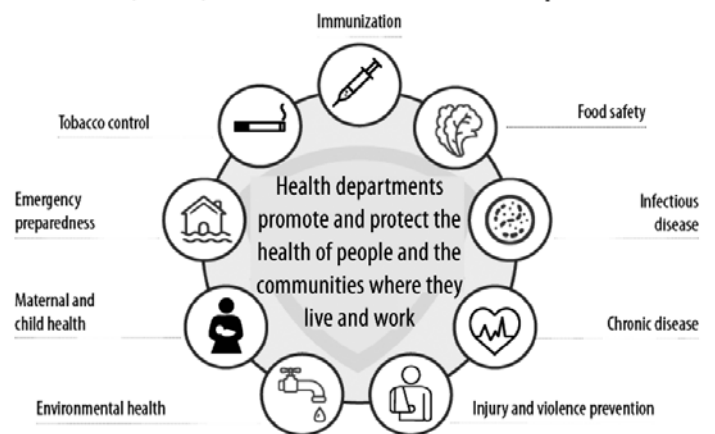 Immunization
Tobacco control
Food safety
Emergency
preparedness
Infectious
disease
Health departments
promote and protect the
health of people and the
communities where they
live and work
Maternal and
child health
Chronic disease
Environmental health
Injury and violence prevention